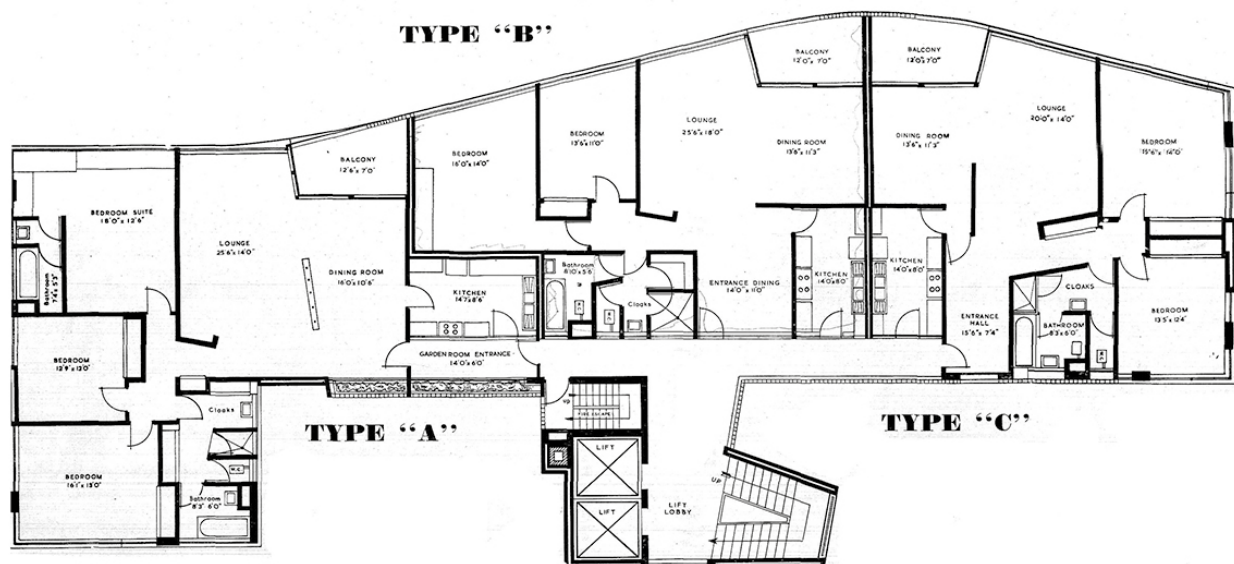 TYPE “B”
BALCONY
12'0" x 7'0"
BALCONY
12'0" x 7'0"
BEDROOM
13'6" x 11'0"
BEDROOM
16'0" x 14'0"
LOUNGE
25'6" x 18'0"
DINING ROOM
13'6" x 11'3"
DINING ROOM
13'6" x 11'3"
LOUNGE
20'0" x 14'0"
BEDROOM
15'6" x 14'0"
BALCONY
12'6" x 7'0"
BEDROOM SUITE
18'0" x 12'6"
LOUNGE
25'6" x 14'0"
DINING ROOM
16'0" x 10'6"
Bathroom
7'4" x 5'3"
KITCHEN
14'7" x 8'6"
Bathroom
8'10" x 5'6"
Cloaks
ENTRANCE DINING
14'0" x 11'0"
KITCHEN
14'0" x 8'0"
KITCHEN
14'0" x 8'0"
ENTRANCE
HALL
15'6" x 7'4"
CLOAKS
BATHROOM
8'3" x 6'0"
BEDROOM
13'5" x 12'4"
BEDROOM
13'9" x 13'0"
GARDEN ROOM ENTRANCE
14'0" x 6'0"
Cloaks
UP
FIRE ESCAPE
TYPE “A”
TYPE “C”
BEDROOM
16'1" x 13'0"
W.C.
Bathroom
8'3" 6'0"
LIFT
LIFT
LIFT
LOBBY
UP